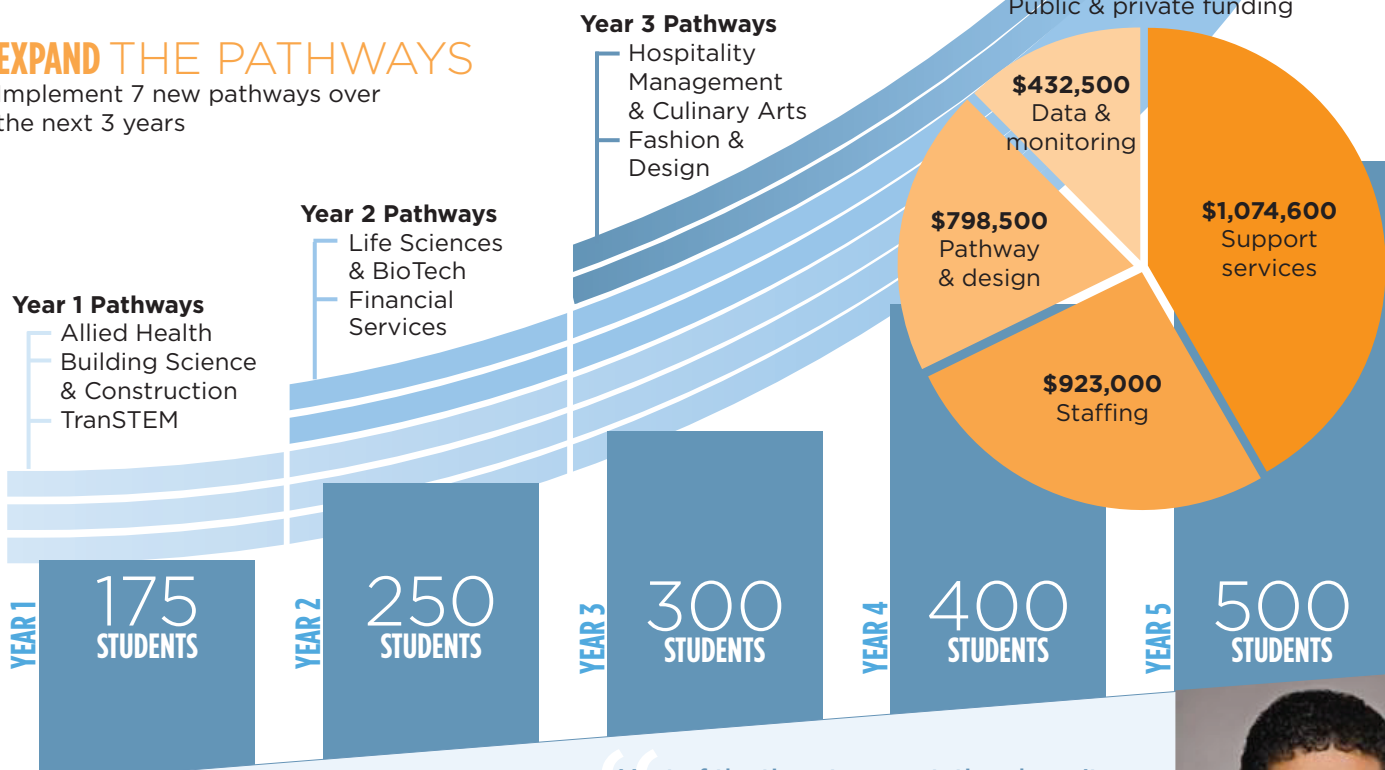 EXPAND THE PATHWAYS
Implement 7 new pathways over
the next 3 years
Year 1 Pathways
Allied Health
Building Science
& Construction
TranSTEM
Year 2 Pathways
Life Sciences
& BioTech
Financial
Services
Year 3 Pathways
Hospitality
Management
& Culinary Arts
Fashion &
Design
Public & private funding
$432,500
Data &
monitoring
$798,500
Pathway
& design
$1,074,600
Support
services
$923,000
Staffing
YEAR 1
175
STUDENTS
YEAR 2
250
STUDENTS
YEAR 3
300
STUDENTS
YEAR 4
400
STUDENTS
YEAR 5
500
STUDENTS
“